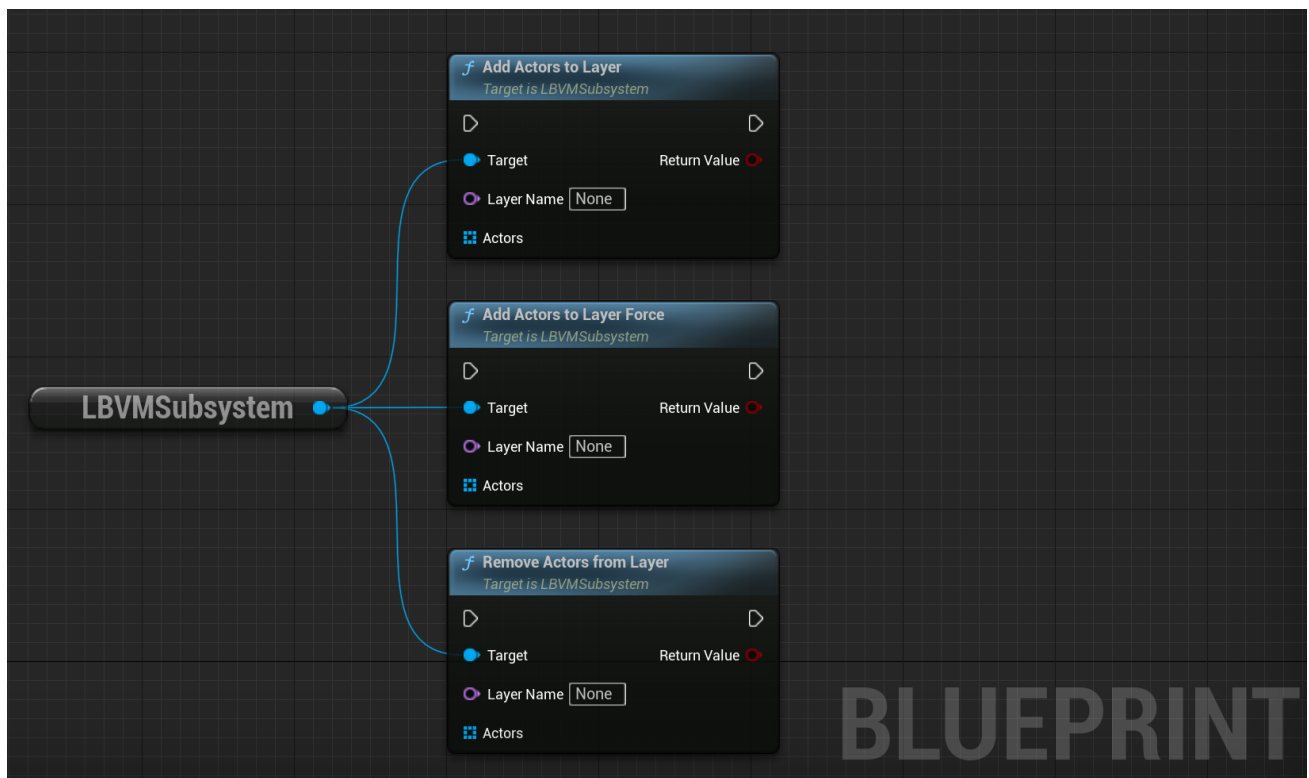 f Add Actors to Layer
Target is LBVMSubsystem
Target Return Value
Layer Name None
Actors
f Add Actors to Layer Force
Target is LBVMSubsystem
LBVMSubsystem
Target Return Value
Layer Name None
Actors
f Remove Actors from Layer
Target is LBVMSubsystem
Target Return Value
Layer Name None
Actors
BLUEPRINT